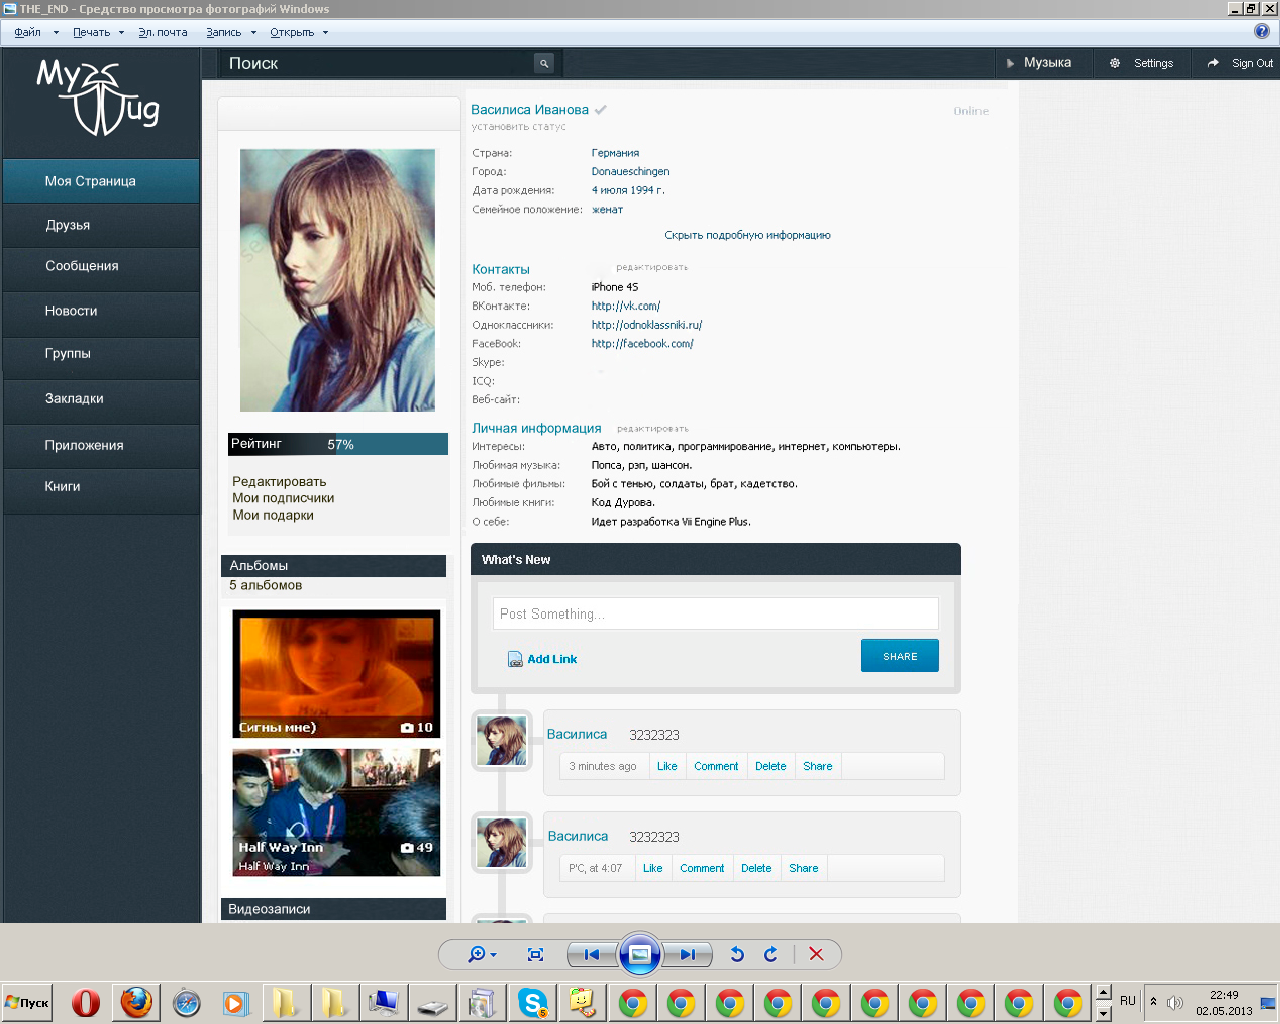 THE_END - Средство просмотра фотографий Windows
Файл Печать Эл. почта Запись Открыть
My Bug
Поиск
Музыка Settings Sign Out
Моя Страница
Друзья
Сообщения
Новости
Группы
Закладки
Приложения
Книги
Рейтинг 57%
Редактировать
Мои подписчики
Мои подарки
Альбомы
5 альбомов
Сигны мне) 10
Half Way Inn 49
Half Way Inn
Видеозаписи
Василиса Иванова Online
установить статус
Страна: Германия
Город: Donaueschingen
Дата рождения: 4 июля 1994 г.
Семейное положение: женат
Скрыть подробную информацию
Контакты редактировать
Моб. телефон: iPhone 4S
ВКонтакте: http://vk.com/
Одноклассники: http://odnoklassniki.ru/
FaceBook: http://facebook.com/
Skype:
ICQ:
Веб-сайт:
Личная информация редактировать
Интересы: Авто, политика, программирование, интернет, компьютеры.
Любимая музыка: Попса, рэп, шансон.
Любимые фильмы: Бой с тенью, солдаты, брат, кадетство.
Любимые книги: Код Дурова.
О себе: Идет разработка Vii Engine Plus.
What's New
Post Something...
Add Link SHARE
Василиса 3232323
3 minutes ago Like Comment Delete Share
Василиса 3232323
P'C, at 4:07 Like Comment Delete Share
Пуск
5
RU
22:49
02.05.2013